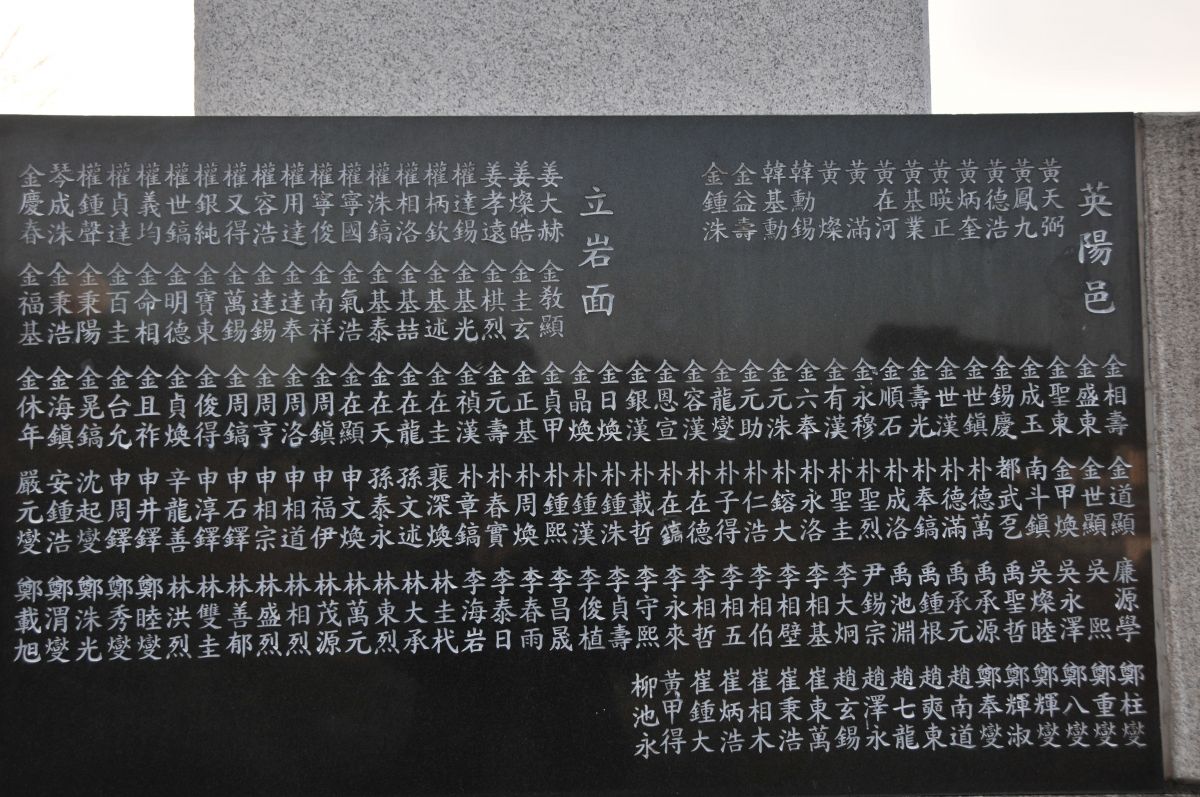 英陽邑
黃天弼
黃鳳九
黃德浩
黃炳奎
黃暎正
黃基業
黃在河
黃滿
黃燦
韓勳錫
韓基勳
金益壽
金鍾洙
立岩面
姜大赫
姜燦皓
姜孝遠
權達錫
權柄欽
權相洛
權洙鎬
權寧國
權寧俊
權用達
權容浩
權又得
權銀純
權世鎬
權義均
權貞達
權鍾聲
琴成洙
金慶春
金敎顯
金圭玄
金棋烈
金基光
金基述
金基喆
金基泰
金氣浩
金南祥
金達奉
金達錫
金萬錫
金寶東
金明德
金命相
金百圭
金秉陽
金秉浩
金福基
金相壽
金盛東
金聖東
金成玉
金錫慶
金世鎭
金世漢
金壽光
金順石
金永穆
金有漢
金六奉
金元洙
金元助
金龍燮
金容漢
金恩宣
金銀漢
金日煥
金晶煥
金貞甲
金正基
金元壽
金禎漢
金在圭
金在龍
金在天
金在顯
金周鎭
金周洛
金周亨
金周鎬
金俊得
金貞煥
金且祚
金台允
金晃鎬
金海鎭
金休年
金道顯
金世顯
金甲煥
南斗鎭
都武乭
朴德萬
朴德滿
朴奉鎬
朴成洛
朴聖烈
朴聖圭
朴永洛
朴鎔大
朴仁浩
朴子得
朴在德
朴在鎬
朴載哲
朴鍾洙
朴鍾漢
朴鍾熙
朴周煥
朴春實
朴章鎬
裵深煥
孫文述
孫泰永
申文煥
申福伊
申相道
申相宗
申石鐸
申淳鐸
辛龍善
申井鐸
申周鐸
沈起燮
安鍾浩
嚴元燮
廉源學
吳熙
吳永澤
吳燦睦
禹聖哲
禹承源
禹承元
禹鍾根
禹池淵
尹錫宗
李大炯
李相基
李相壁
李相伯
李相五
李相哲
李永來
李守熙
李貞壽
李俊植
李昌晟
李春雨
李泰日
李海岩
林圭杙
林大承
林東烈
林萬元
林茂源
林相烈
林盛烈
林善郁
林雙圭
林洪烈
鄭睦燮
鄭秀燮
鄭洙光
鄭渭燮
鄭載旭
鄭柱燮
鄭重燮
鄭八燮
鄭輝燮
鄭輝淑
鄭奉燮
趙南道
趙奭東
趙七龍
趙澤永
趙玄錫
崔東萬
崔秉浩
崔相木
崔炳浩
崔鍾大
黃甲得
柳池永